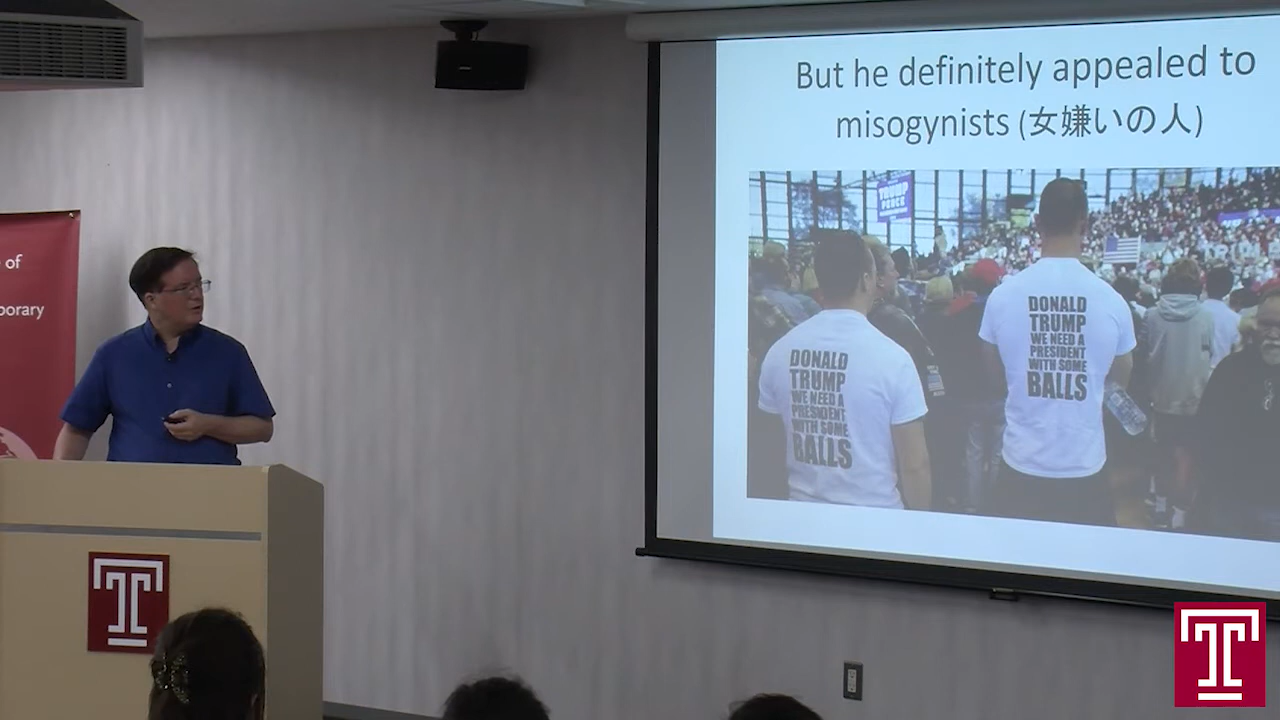 But he definitely appealed to
misogynists (女嫌いの人)
of
porary
TRUMP
PENCE
DONALD
TRUMP
WE NEED A
PRESIDENT
WITH SOME
BALLS
DONALD
TRUMP
WE NEED A
PRESIDENT
WITH SOME
BALLS
T
T